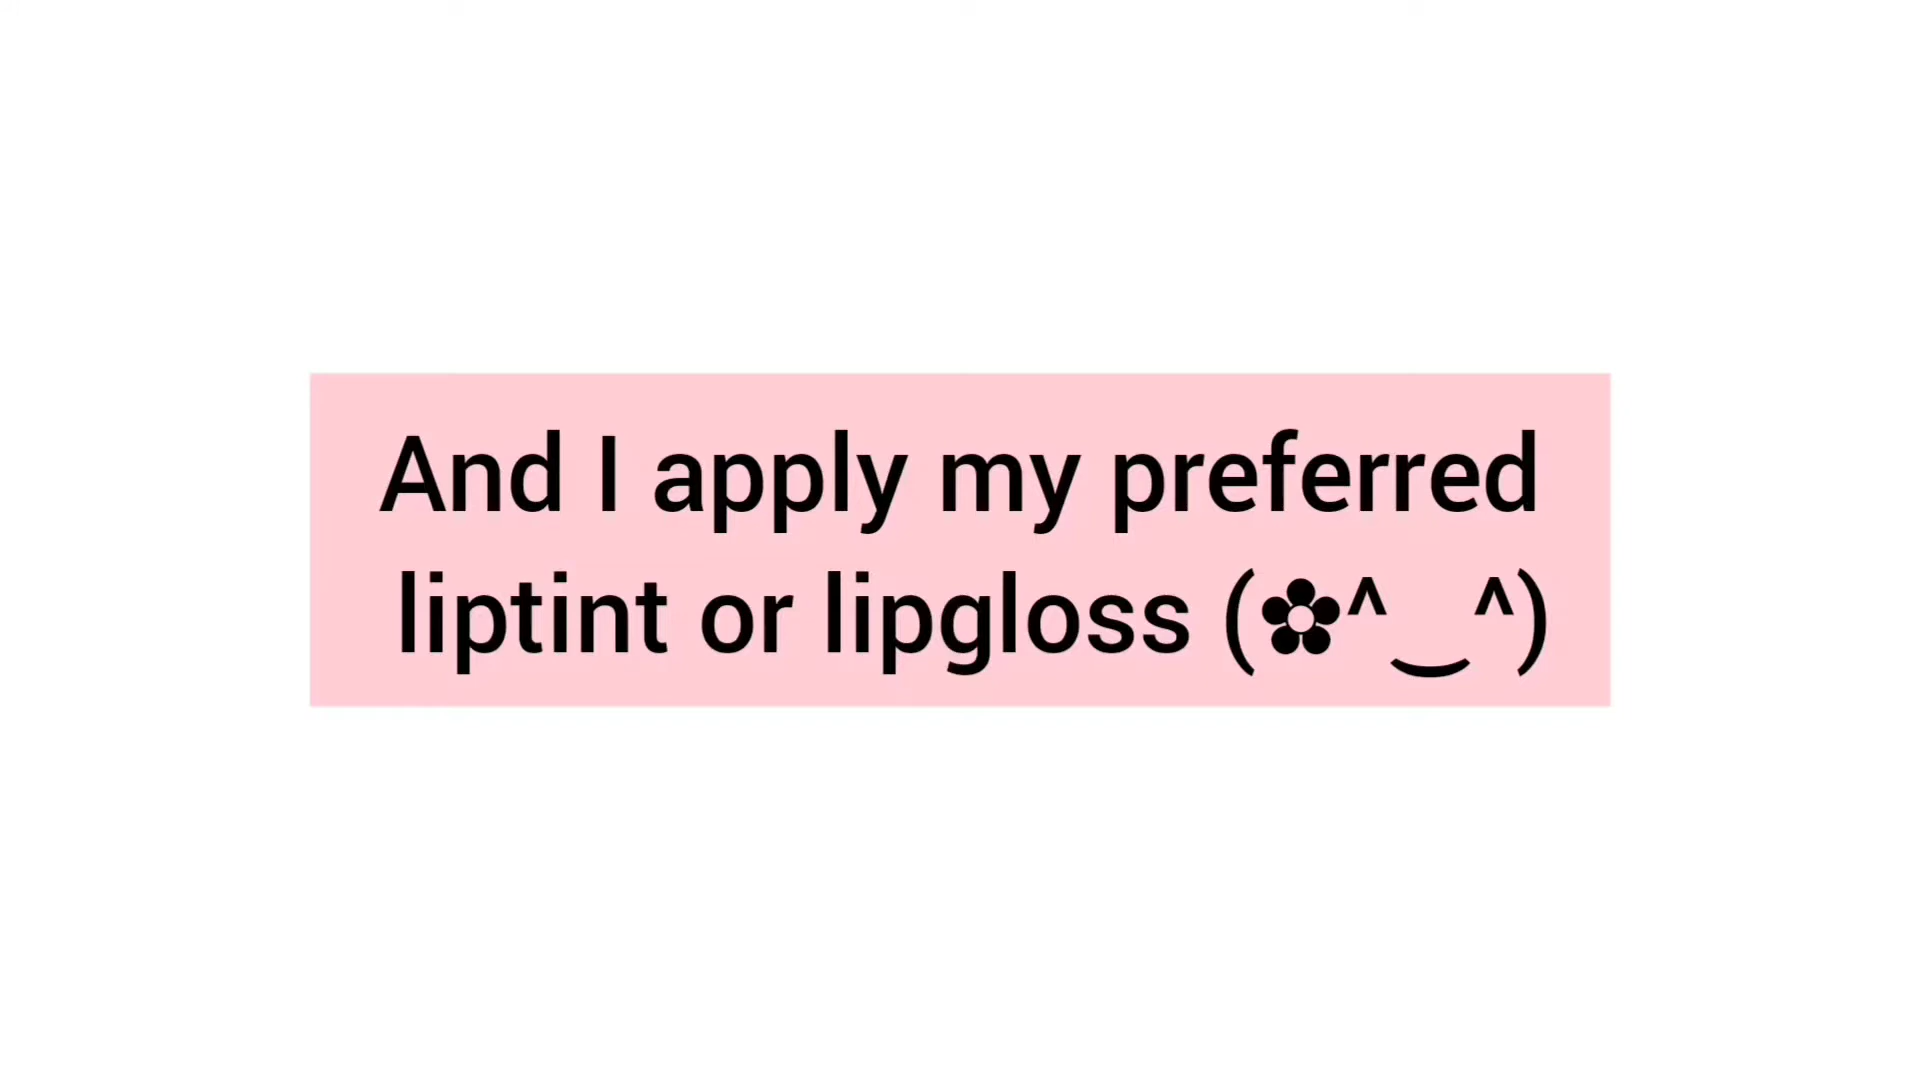 And I apply my preferred
liptint or lipgloss (✿^‿^)